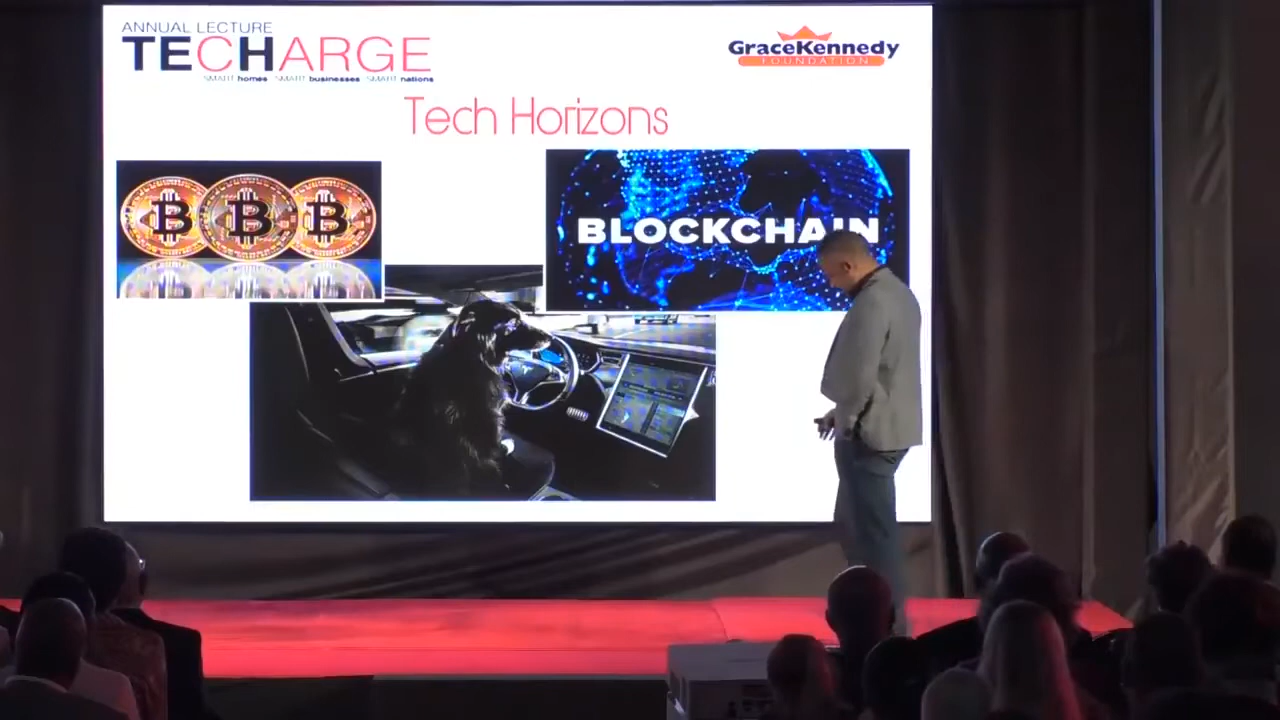 ANNUAL LECTURE
TECHARGE
SMART homes SMART businesses SMART nations
GraceKennedy
FOUNDATION
Tech Horizons
BLOCKCHAIN